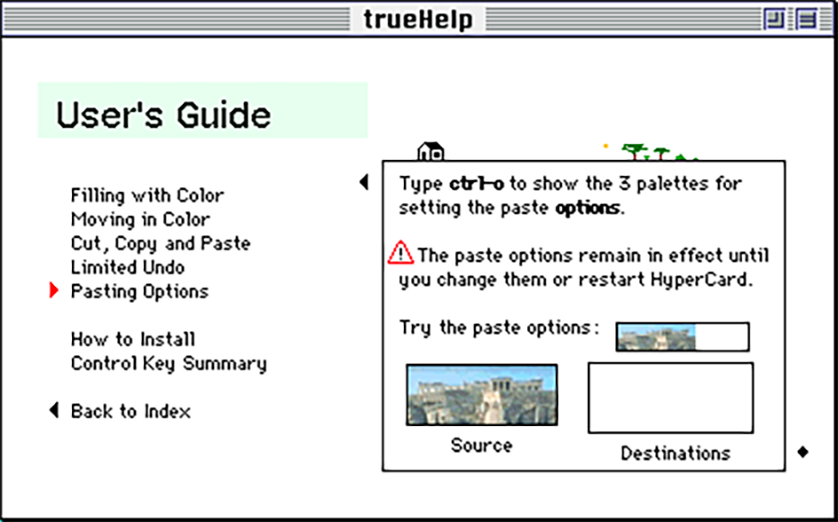 trueHelp
User's Guide
Filling with Color
Moving in Color
Cut, Copy and Paste
Limited Undo
Pasting Options
How to Install
Control Key Summary
Back to Index
Type ctrl-o to show the 3 palettes for
setting the paste options.
The paste options remain in effect until
you change them or restart HyperCard.
Try the paste options:
Source
Destinations